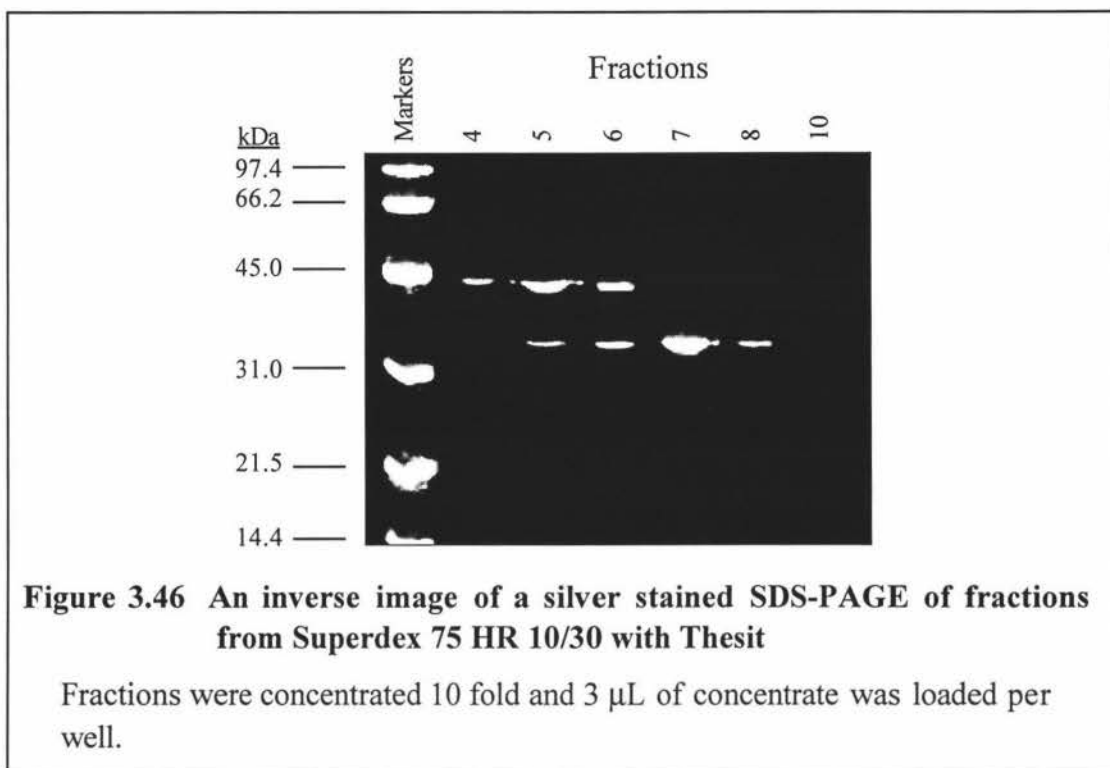 Fractions
Markers
4
5
6
7
8
10
kDa
97.4
66.2
45.0
31.0
21.5
14.4
Figure 3.46 An inverse image of a silver stained SDS-PAGE of fractions
from Superdex 75 HR 10/30 with Thesit
Fractions were concentrated 10 fold and 3 μL of concentrate was loaded per
well.